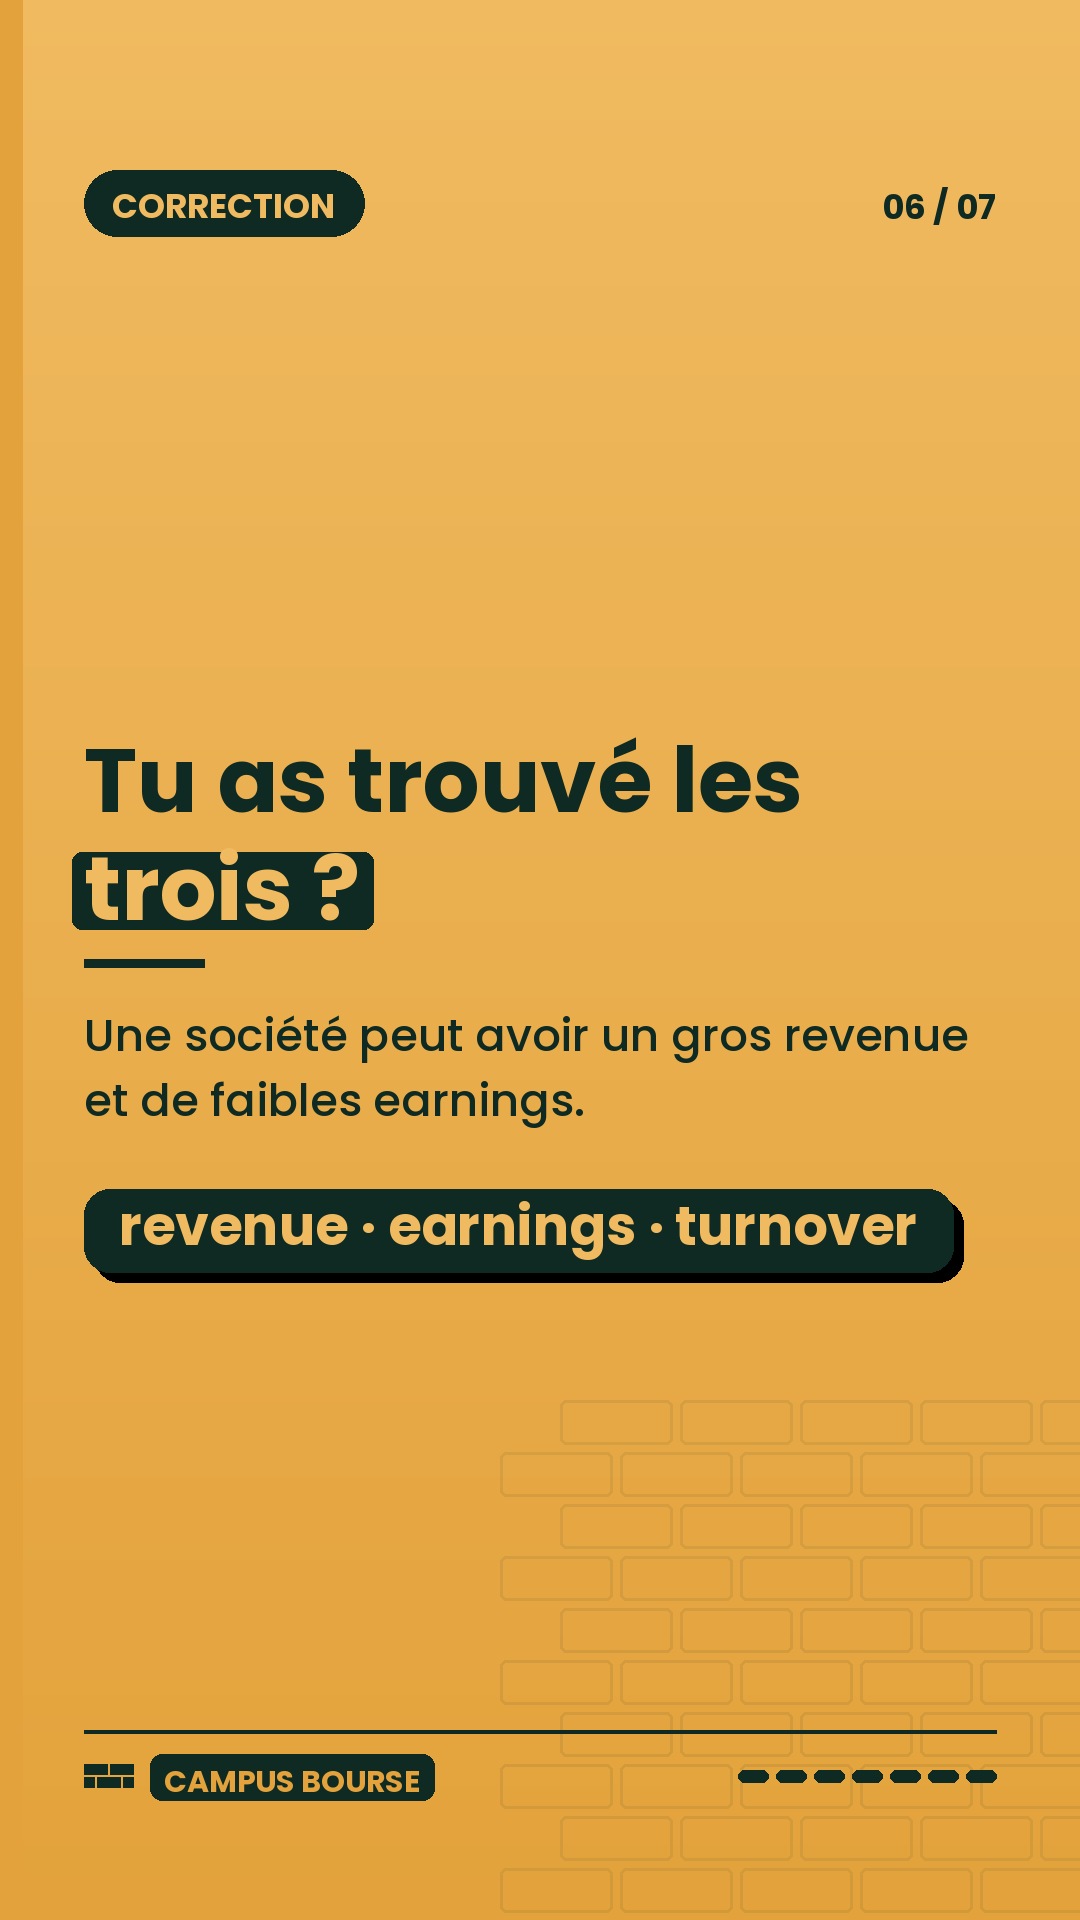 CORRECTION
06 / 07
Tu as trouvé les
trois ?
Une société peut avoir un gros revenue
et de faibles earnings.
revenue · earnings · turnover
CAMPUS BOURSE